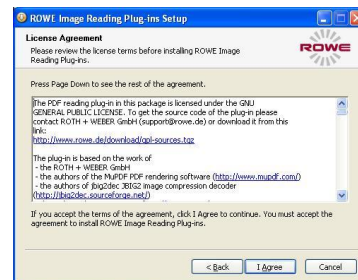 ROWE Image Reading Plug-ins Setup
License Agreement
Please review the license terms before installing ROWE Image
Reading Plug-ins.
ROWE
Press Page Down to see the rest of the agreement.
The PDF reading plug-in in this package is licensed under the GNU
GENERAL PUBLIC LICENSE. To get the source code of the plug-in please
contact ROTH + WEBER GmbH (support@rowe.de) or download it from this
link:
http://www.rowe.de/download/gpl-sources.tgz
The plug-in is based on the work of
- the ROTH + WEBER GmbH
- the authors of the MuPDF PDF rendering software (http://www.mupdf.com/)
- the authors of jbig2dec JBIG2 image compression decoder
(http://jbig2dec.sourceforge.net/)
If you accept the terms of the agreement, click I Agree to continue. You must accept the
agreement to install ROWE Image Reading Plug-ins.
< Back
I Agree
Cancel